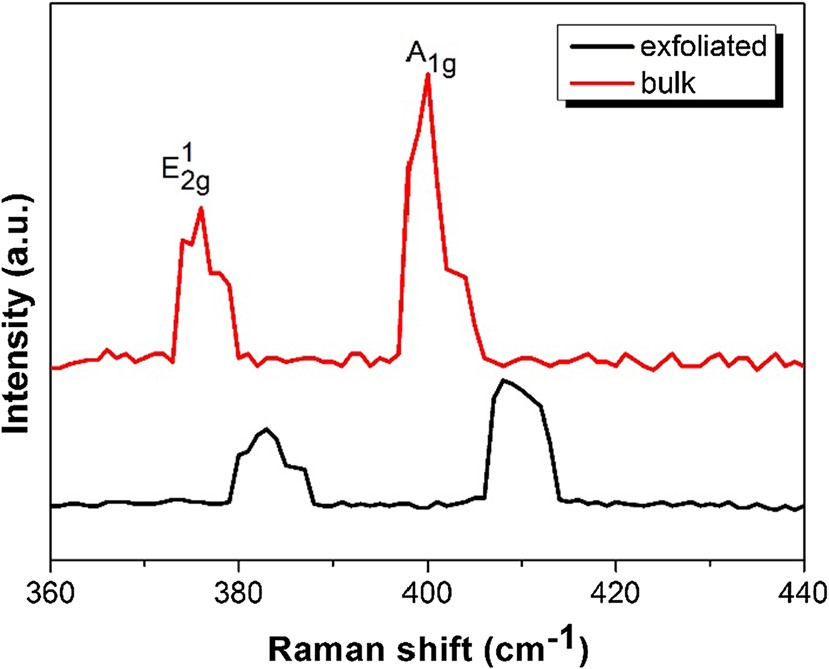 exfoliated
bulk
A1g
E12g
Intensity (a.u.)
360 380 400 420 440
Raman shift (cm-1)